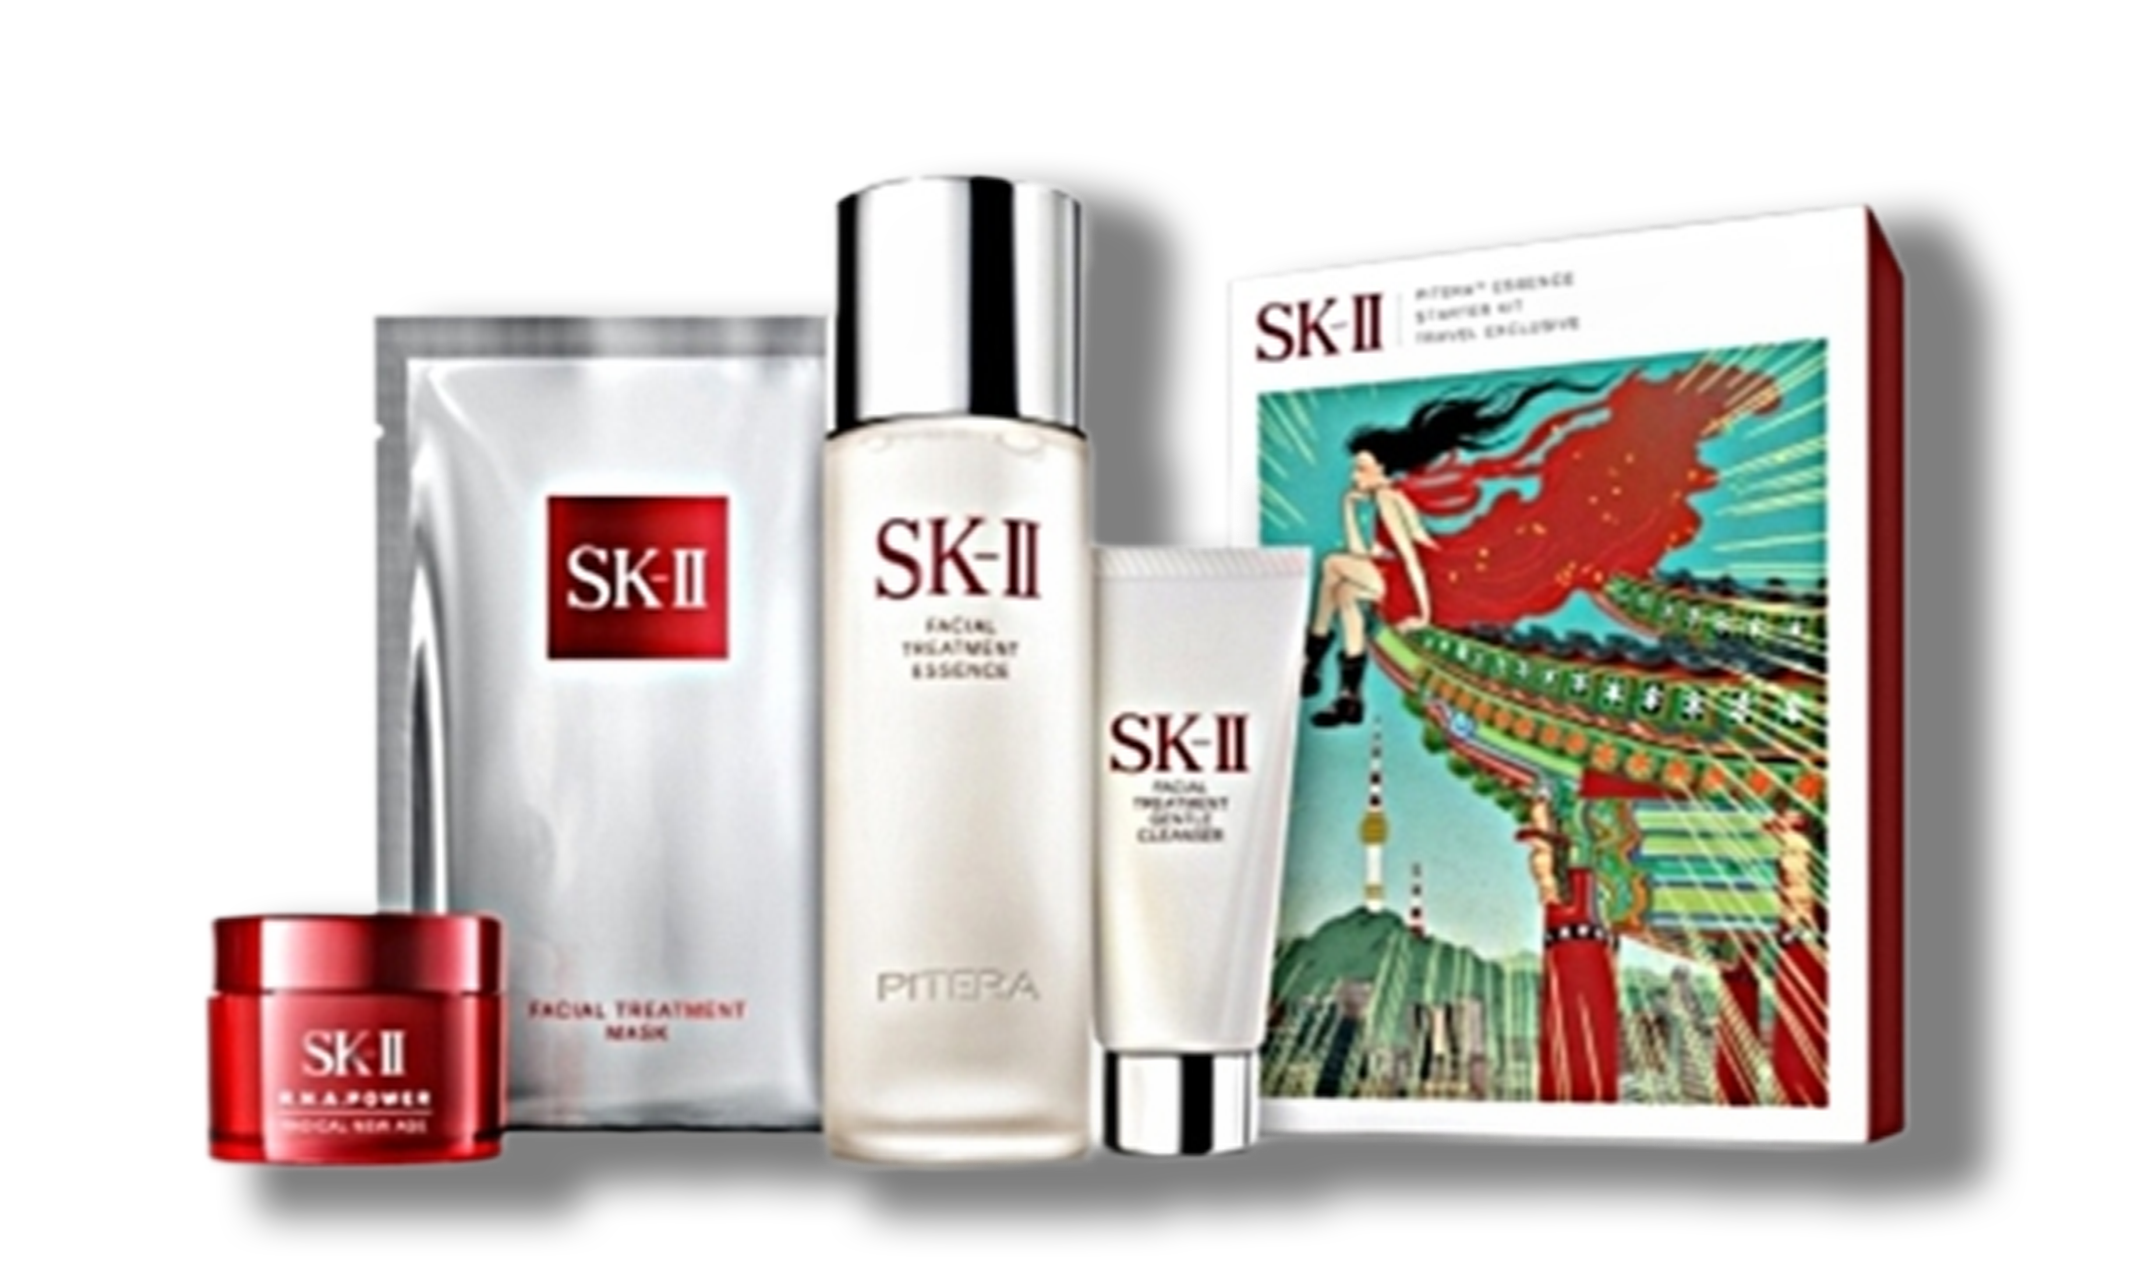 SK-II
FACIAL TREATMENT
MASK
SK-II
R.N.A.POWER
RADICAL NEW AGE
SK-II
FACIAL
TREATMENT
ESSENCE
PITERA
SK-II
FACIAL
TREATMENT
GENTLE
CLEANSER
SK-II
PITERA™ ESSENCE
STARTER KIT
TRAVEL EXCLUSIVE